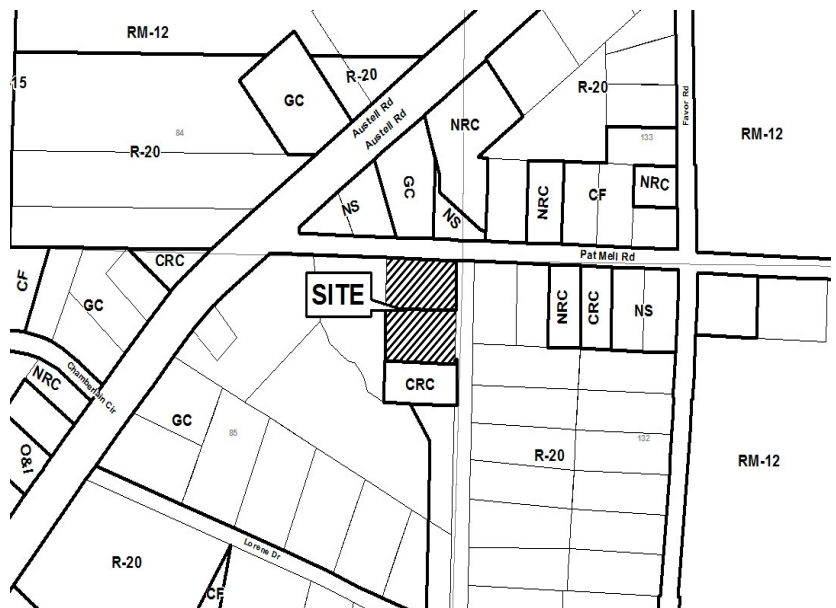 RM-12
15
GC
R-20
Austell Rd
Austell Rd
NRC
R-20
Favor Rd
RM-12
84
R-20
133
GC
NRC
CF
NRC
NS
NS
Pat Mell Rd
CRC
CF
GC
SITE
NRC
CRC
NS
Chamberlain Cir
NRC
CRC
O&I
GC
85
R-20
132
RM-12
Lorene Dr
R-20
CF